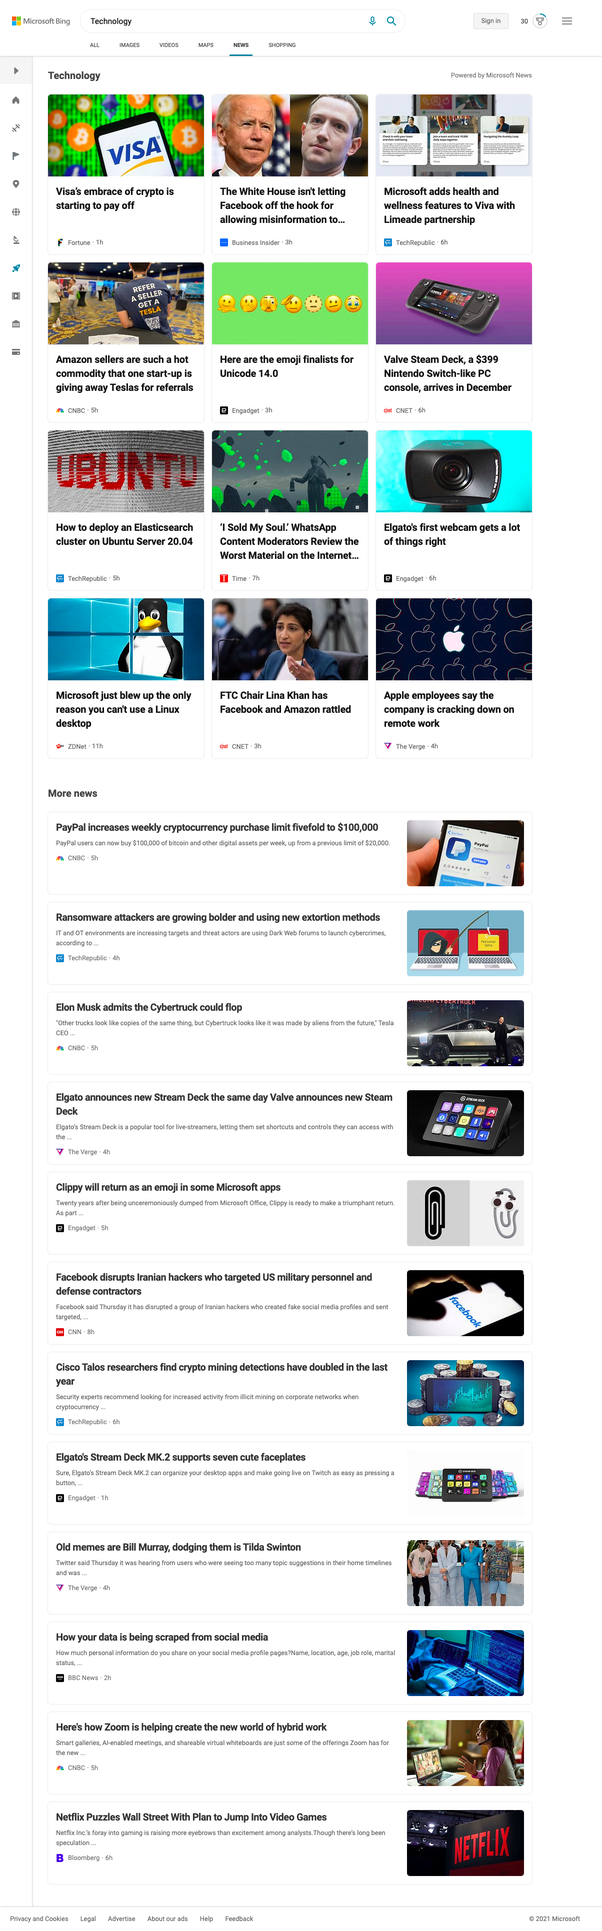 Microsoft Bing
Technology
Sign in
30
ALL IMAGES VIDEOS MAPS NEWS SHOPPING
Technology
Powered by Microsoft News
VISA
Visa's embrace of crypto is
starting to pay off
Fortune · 1h
The White House isn't letting
Facebook off the hook for
allowing misinformation to...
Business Insider · 3h
Microsoft adds health and
wellness features to Viva with
Limeade partnership
TechRepublic · 6h
REFER
A SELLER
GET A
TESLA
Amazon sellers are such a hot
commodity that one start-up is
giving away Teslas for referrals
CNBC · 5h
Here are the emoji finalists for
Unicode 14.0
Engadget · 3h
Valve Steam Deck, a $399
Nintendo Switch-like PC
console, arrives in December
CNET · 6h
UBUNTU
How to deploy an Elasticsearch
cluster on Ubuntu Server 20.04
TechRepublic · 5h
'I Sold My Soul.' WhatsApp
Content Moderators Review the
Worst Material on the Internet...
Time · 7h
Elgato's first webcam gets a lot
of things right
Engadget · 6h
Microsoft just blew up the only
reason you can't use a Linux
desktop
ZDNet · 11h
FTC Chair Lina Khan has
Facebook and Amazon rattled
CNET · 3h
Apple employees say the
company is cracking down on
remote work
The Verge · 4h
More news
PayPal increases weekly cryptocurrency purchase limit fivefold to $100,000
PayPal users can now buy $100,000 of bitcoin and other digital assets per week, up from a previous limit of $20,000.
CNBC · 5h
PayPal
Ransomware attackers are growing bolder and using new extortion methods
IT and OT environments are increasing targets and threat actors are using Dark Web forums to launch cybercrimes,
according to ...
TechRepublic · 4h
Elon Musk admits the Cybertruck could flop
"Other trucks look like copies of the same thing, but Cybertruck looks like it was made by aliens from the future," Tesla
CEO ...
CNBC · 5h
Elgato announces new Stream Deck the same day Valve announces new Steam
Deck
Elgato's Stream Deck is a popular tool for live-streamers, letting them set shortcuts and controls they can access with
the ...
The Verge · 4h
STREAM DECK
Clippy will return as an emoji in some Microsoft apps
Twenty years after being unceremoniously dumped from Microsoft Office, Clippy is ready to make a triumphant return.
As part ...
Engadget · 5h
Facebook disrupts Iranian hackers who targeted US military personnel and
defense contractors
Facebook said Thursday it has disrupted a group of Iranian hackers who created fake social media profiles and sent
targeted, ...
CNN · 8h
facebook
Cisco Talos researchers find crypto mining detections have doubled in the last
year
Security experts recommend looking for increased activity from illicit mining on corporate networks when
cryptocurrency ...
TechRepublic · 6h
Elgato's Stream Deck MK.2 supports seven cute faceplates
Sure, Elgato's Stream Deck MK.2 can organize your desktop apps and make going live on Twitch as easy as pressing a
button, ...
Engadget · 1h
Old memes are Bill Murray, dodging them is Tilda Swinton
Twitter said Thursday it was hearing from users who were seeing too many topic suggestions in their home timelines
and was ...
The Verge · 4h
How your data is being scraped from social media
How much personal information do you share on your social media profile pages?Name, location, age, job role, marital
status, ...
BBC News · 2h
Here's how Zoom is helping create the new world of hybrid work
Smart galleries, AI-enabled meetings, and shareable virtual whiteboards are just some of the offerings Zoom has for
the new ...
CNBC · 5h
Netflix Puzzles Wall Street With Plan to Jump Into Video Games
Netflix Inc.'s foray into gaming is raising more eyebrows than excitement among analysts.Though there's long been
speculation ...
Bloomberg · 6h
NETFLIX
Privacy and Cookies Legal Advertise About our ads Help Feedback
© 2021 Microsoft